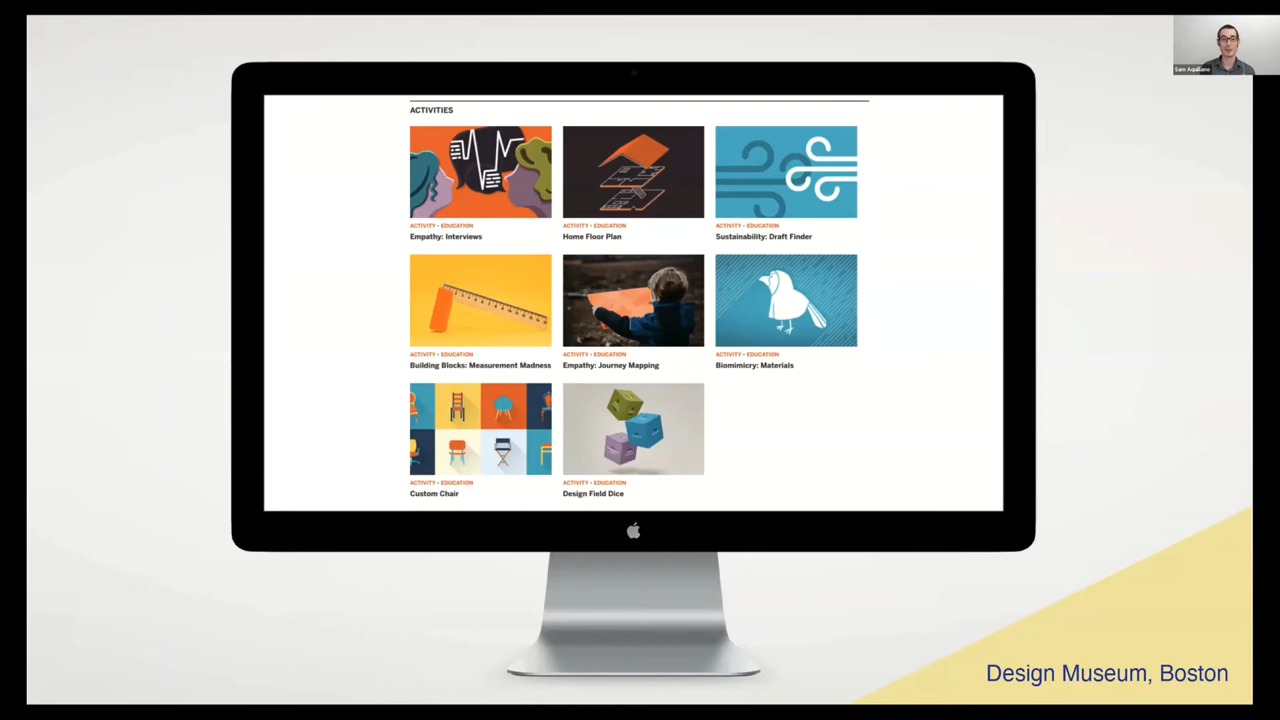 Sam Aquillano
ACTIVITIES
ACTIVITY • EDUCATION
Empathy: Interviews
ACTIVITY • EDUCATION
Home Floor Plan
ACTIVITY • EDUCATION
Sustainability: Draft Finder
ACTIVITY • EDUCATION
Building Blocks: Measurement Madness
ACTIVITY • EDUCATION
Empathy: Journey Mapping
ACTIVITY • EDUCATION
Biomimicry: Materials
ACTIVITY • EDUCATION
Custom Chair
ACTIVITY • EDUCATION
Design Field Dice
Design Museum, Boston